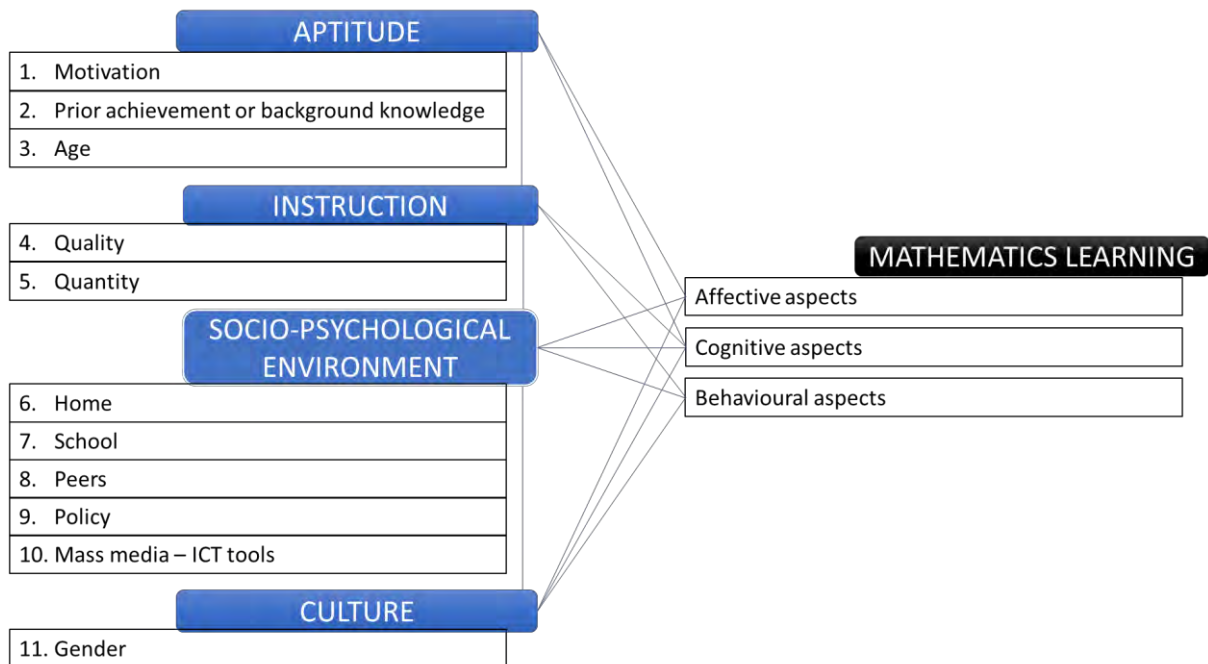 APTITUDE
1. Motivation
2. Prior achievement or background knowledge
3. Age
INSTRUCTION
4. Quality
5. Quantity
SOCIO-PSYCHOLOGICAL
ENVIRONMENT
6. Home
7. School
8. Peers
9. Policy
10. Mass media – ICT tools
CULTURE
11. Gender
MATHEMATICS LEARNING
Affective aspects
Cognitive aspects
Behavioural aspects